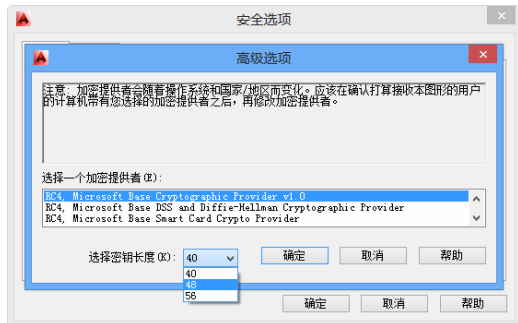 安全选项
高级选项
注意: 加密提供者会随着操作系统和国家/地区而变化。应该在确认打算接收本图形的用户
的计算机带有您选择的加密提供者之后，再修改加密提供者。
选择一个加密提供者(E):
RC4, Microsoft Base Cryptographic Provider v1.0
RC4, Microsoft Base DSS and Diffie-Hellman Cryptographic Provider
RC4, Microsoft Base Smart Card Crypto Provider
选择密钥长度(K): 40 确定 取消 帮助
40
48
56
确定 取消 帮助